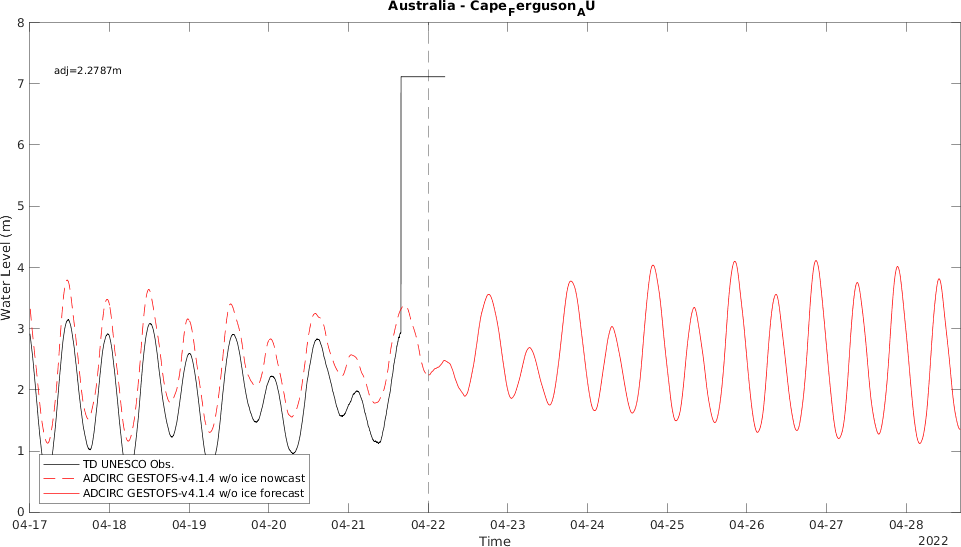 Australia - Cape_Ferguson_AU
8
adj=2.2787m
7
6
5
4
3
2
1
0
Water Level (m)
TD UNESCO Obs.
ADCIRC GESTOFS-v4.1.4 w/o ice nowcast
ADCIRC GESTOFS-v4.1.4 w/o ice forecast
04-17 04-18 04-19 04-20 04-21 04-22 04-23 04-24 04-25 04-26 04-27 04-28
Time
2022